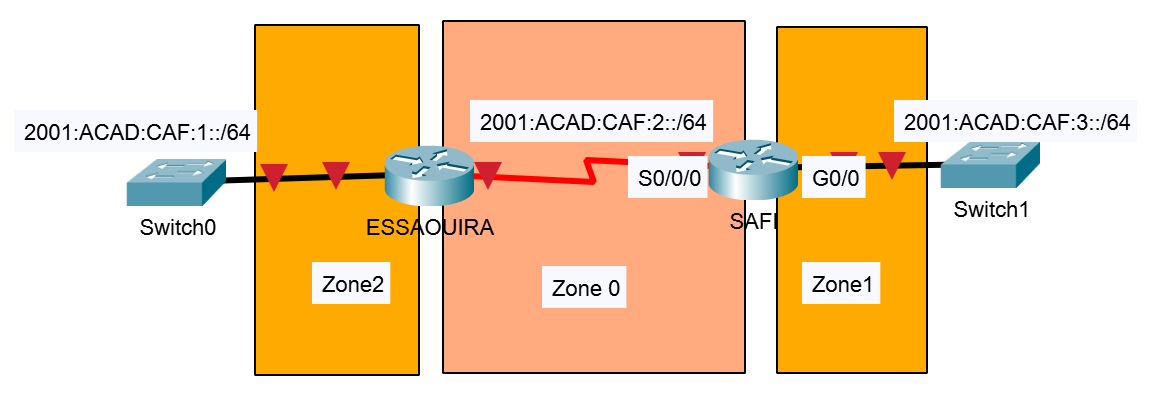 2001:ACAD:CAF:1::/64
2001:ACAD:CAF:2::/64
2001:ACAD:CAF:3::/64
S0/0/0
G0/0
Switch0
ESSAOUIRA
SAFI
Switch1
Zone2
Zone 0
Zone1